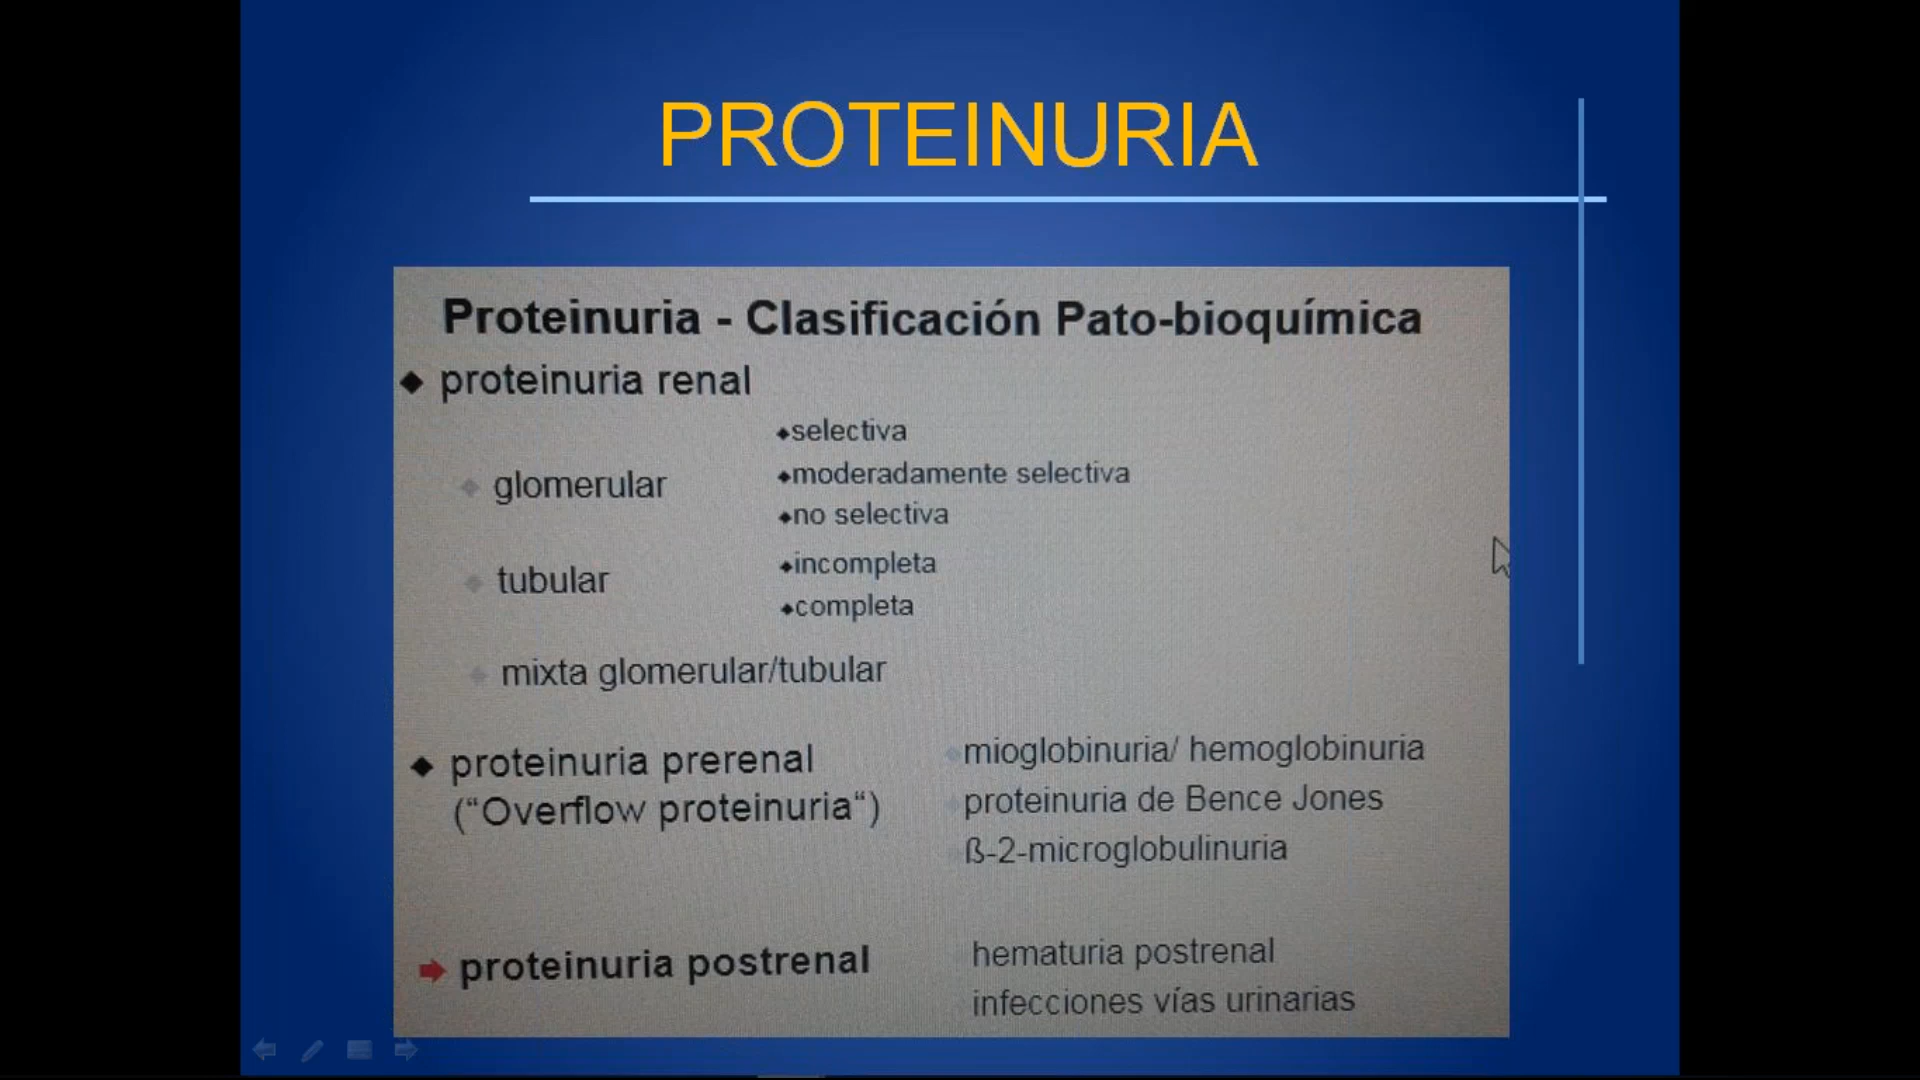 PROTEINURIA
Proteinuria - Clasificación Pato-bioquímica
proteinuria renal
glomerular
selectiva
moderadamente selectiva
no selectiva
tubular
incompleta
completa
mixta glomerular/tubular
proteinuria prerenal
(“Overflow proteinuria“)
mioglobinuria/ hemoglobinuria
proteinuria de Bence Jones
ß-2-microglobulinuria
proteinuria postrenal
hematuria postrenal
infecciones vías urinarias